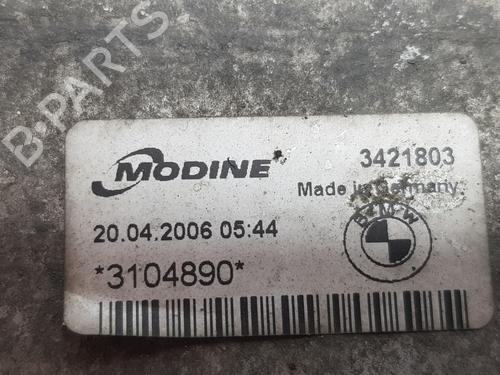 B-PARTS
MODINE
3421803
Made in Germany
BMW
20.04.2006 05:44
*3104890*